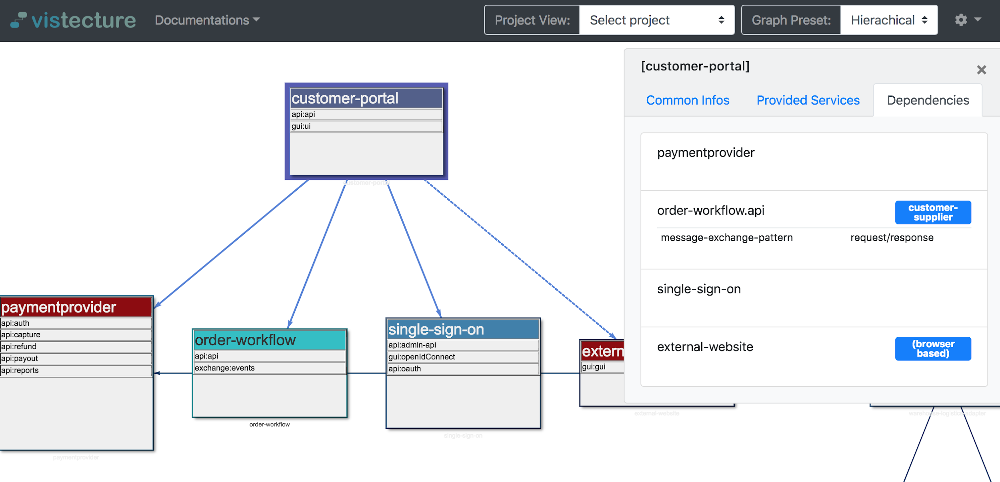 vistecture
Documentations
Project View:
Select project
Graph Preset:
Hierachical
customer-portal
api:api
gui:ui
customer-portal
paymentprovider
api:auth
api:capture
api:refund
api:payout
api:reports
paymentprovider
order-workflow
api:api
exchange:events
order-workflow
single-sign-on
api:admin-api
gui:openIdConnect
api:oauth
single-sign-on
extern
gui:gui
external-website
warehouse-logistics-adapter
[customer-portal]
×
Common Infos
Provided Services
Dependencies
paymentprovider
order-workflow.api
customer-
supplier
message-exchange-pattern
request/response
single-sign-on
external-website
(browser
based)